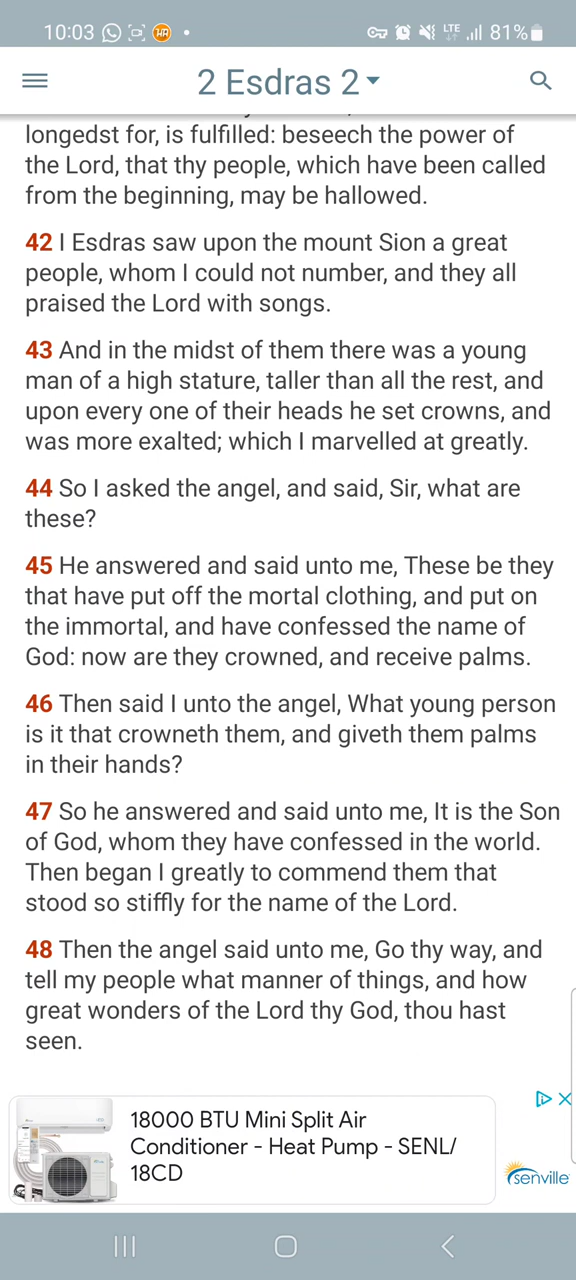 10:03
LTE
81%
2 Esdras 2
longedst for, is fulfilled: beseech the power of
the Lord, that thy people, which have been called
from the beginning, may be hallowed.
42 I Esdras saw upon the mount Sion a great
people, whom I could not number, and they all
praised the Lord with songs.
43 And in the midst of them there was a young
man of a high stature, taller than all the rest, and
upon every one of their heads he set crowns, and
was more exalted; which I marvelled at greatly.
44 So I asked the angel, and said, Sir, what are
these?
45 He answered and said unto me, These be they
that have put off the mortal clothing, and put on
the immortal, and have confessed the name of
God: now are they crowned, and receive palms.
46 Then said I unto the angel, What young person
is it that crowneth them, and giveth them palms
in their hands?
47 So he answered and said unto me, It is the Son
of God, whom they have confessed in the world.
Then began I greatly to commend them that
stood so stiffly for the name of the Lord.
48 Then the angel said unto me, Go thy way, and
tell my people what manner of things, and how
great wonders of the Lord thy God, thou hast
seen.
18000 BTU Mini Split Air
Conditioner - Heat Pump - SENL/
18CD
senville